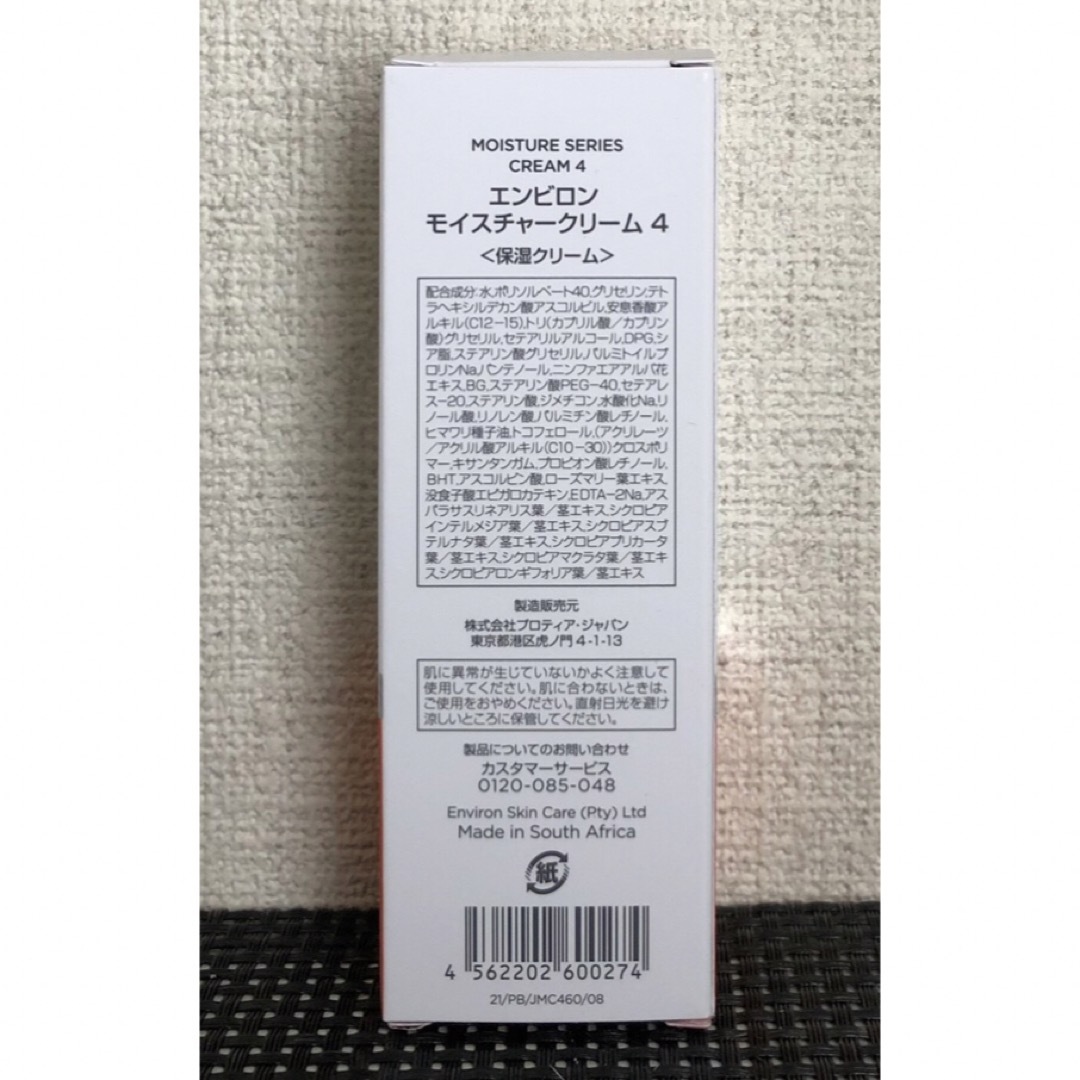 MOISTURE SERIES
CREAM 4
エンビロン
モイスチャークリーム 4
＜保湿クリーム＞
配合成分:水,ポリソルベート40,グリセリン,テト
ラヘキシルデカン酸アスコルビル,安息香酸ア
ルキル(C12-15),トリ(カプリル酸／カプリン
酸)グリセリル,セテアリルアルコール,DPG,シ
ア脂,ステアリン酸グリセリル,パルミトイルプ
ロリンNa,パンテノール,ニンファエアアルバ花
エキス,BG,ステアリン酸PEG-40,セテアレ
ス-20,ステアリン酸,ジメチコン,水酸化Na,リ
ノール酸,リノレン酸,パルミチン酸レチノール,
ヒマワリ種子油,トコフェロール,(アクリレーツ
／アクリル酸アルキル(C10-30))クロスポリ
マー,キサンタンガム,プロピオン酸レチノール,
BHT,アスコルビン酸,ローズマリー葉エキス,
没食子酸エピガロカテキン,EDTA-2Na,アス
パラサスリネアリス葉／茎エキス,シクロピア
インテルメジア葉／茎エキス,シクロピアスブ
テルナタ葉／茎エキス,シクロピアプリカータ
葉／茎エキス,シクロピアマクラタ葉／茎エキ
ス,シクロピアロンギフォリア葉／茎エキス
製造販売元
株式会社プロティア・ジャパン
東京都港区虎ノ門 4-1-13
肌に異常が生じていないかよく注意して
使用してください。肌に合わないときは、
ご使用をおやめください。直射日光を避け
涼しいところに保管してください。
製品についてのお問い合わせ
カスタマーサービス
0120-085-048
Environ Skin Care (Pty) Ltd
Made in South Africa
紙
4 562202 600274
21/PB/JMC460/08